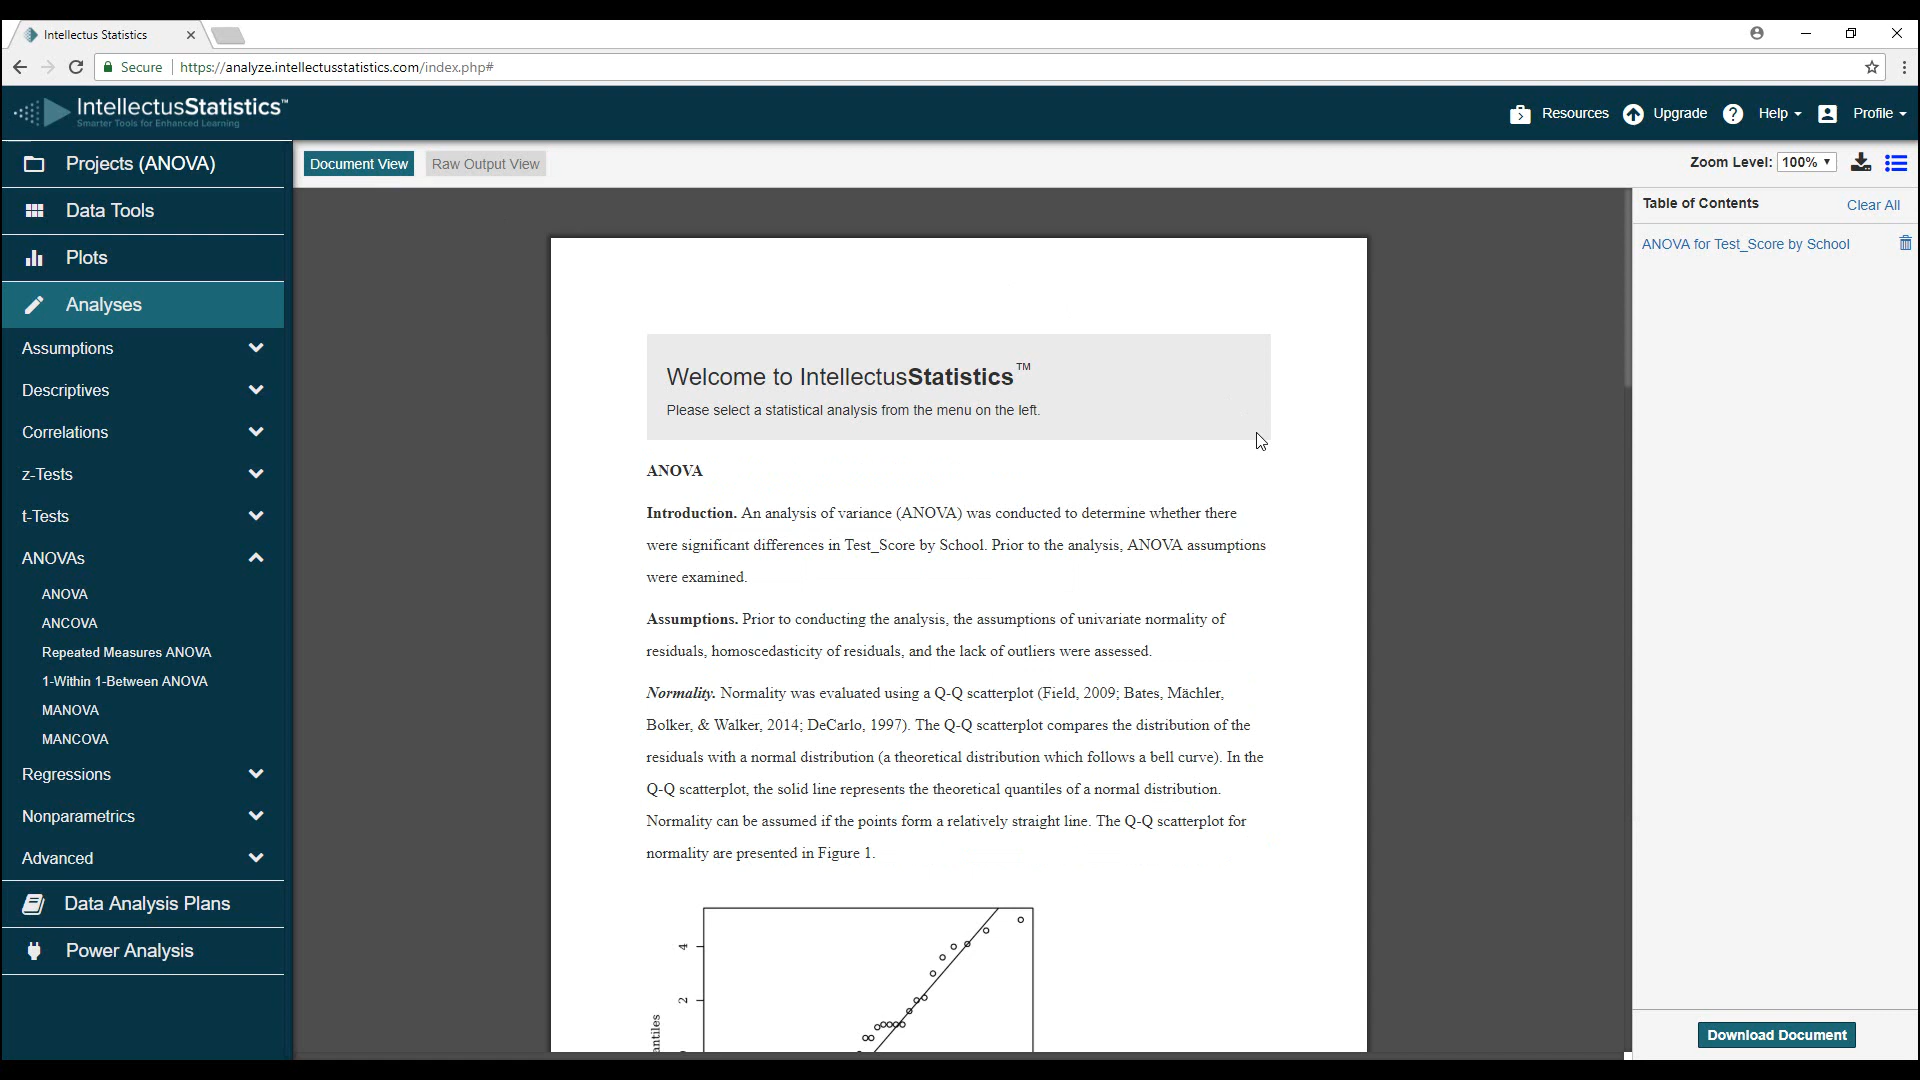 Intellectus Statistics
Secure https://analyze.intellectusstatistics.com/index.php#
IntellectusStatistics™
Smarter Tools for Enhanced Learning
Resources Upgrade Help Profile
Projects (ANOVA)
Data Tools
Plots
Analyses
Assumptions
Descriptives
Correlations
z-Tests
t-Tests
ANOVAs
ANOVA
ANCOVA
Repeated Measures ANOVA
1-Within 1-Between ANOVA
MANOVA
MANCOVA
Regressions
Nonparametrics
Advanced
Data Analysis Plans
Power Analysis
Document View Raw Output View
Zoom Level: 100%
Welcome to IntellectusStatistics™
Please select a statistical analysis from the menu on the left.
ANOVA
Introduction. An analysis of variance (ANOVA) was conducted to determine whether there
were significant differences in Test_Score by School. Prior to the analysis, ANOVA assumptions
were examined.
Assumptions. Prior to conducting the analysis, the assumptions of univariate normality of
residuals, homoscedasticity of residuals, and the lack of outliers were assessed.
Normality. Normality was evaluated using a Q-Q scatterplot (Field, 2009; Bates, Mächler,
Bolker, & Walker, 2014; DeCarlo, 1997). The Q-Q scatterplot compares the distribution of the
residuals with a normal distribution (a theoretical distribution which follows a bell curve). In the
Q-Q scatterplot, the solid line represents the theoretical quantiles of a normal distribution.
Normality can be assumed if the points form a relatively straight line. The Q-Q scatterplot for
normality are presented in Figure 1.
4
2
antiles
Table of Contents Clear All
ANOVA for Test_Score by School
Download Document